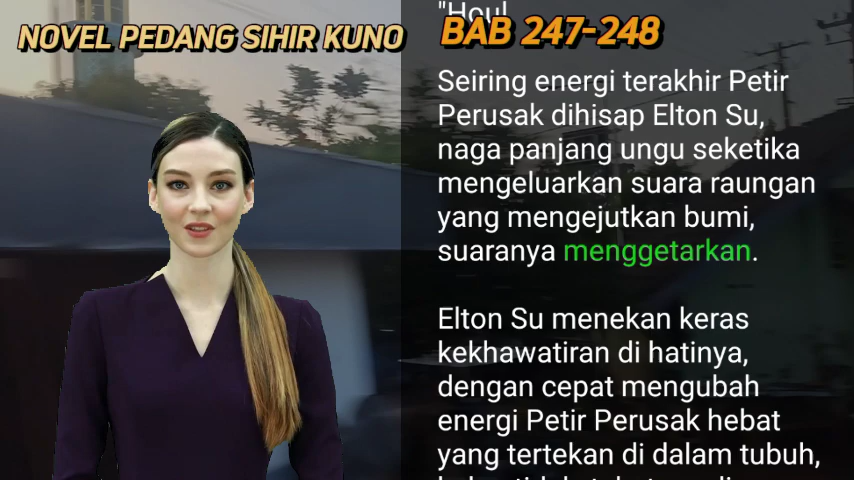 NOVEL PEDANG SIHIR KUNO
BAB 247-248
Seiring energi terakhir Petir
Perusak dihisap Elton Su,
naga panjang ungu seketika
mengeluarkan suara raungan
yang mengejutkan bumi,
suaranya menggetarkan.
Elton Su menekan keras
kekhawatiran di hatinya,
dengan cepat mengubah
energi Petir Perusak hebat
yang tertekan di dalam tubuh,